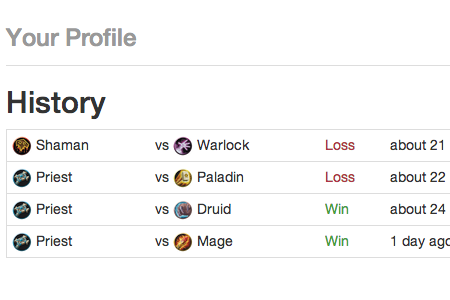 Your Profile
History
Shaman vs Warlock Loss about 21
Priest vs Paladin Loss about 22
Priest vs Druid Win about 24
Priest vs Mage Win 1 day ago